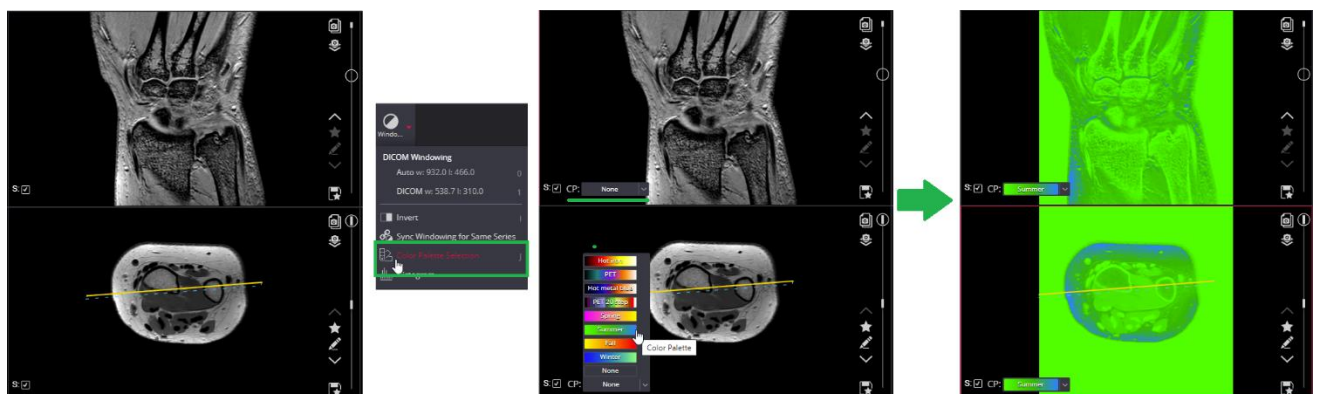 S:
S:
Windo...
DICOM Windowing
Auto w: 932.0 l: 466.0 0
DICOM w: 538.7 l: 310.0 1
Invert I
Sync Windowing for Same Series
Color Palette Selection J
S: CP: None
PET
Hot metal blue
PET 20 step
Spring
Summer
Color Palette
Fall
Winter
None
S: CP: None
S: CP: Summer
S: CP: Summer